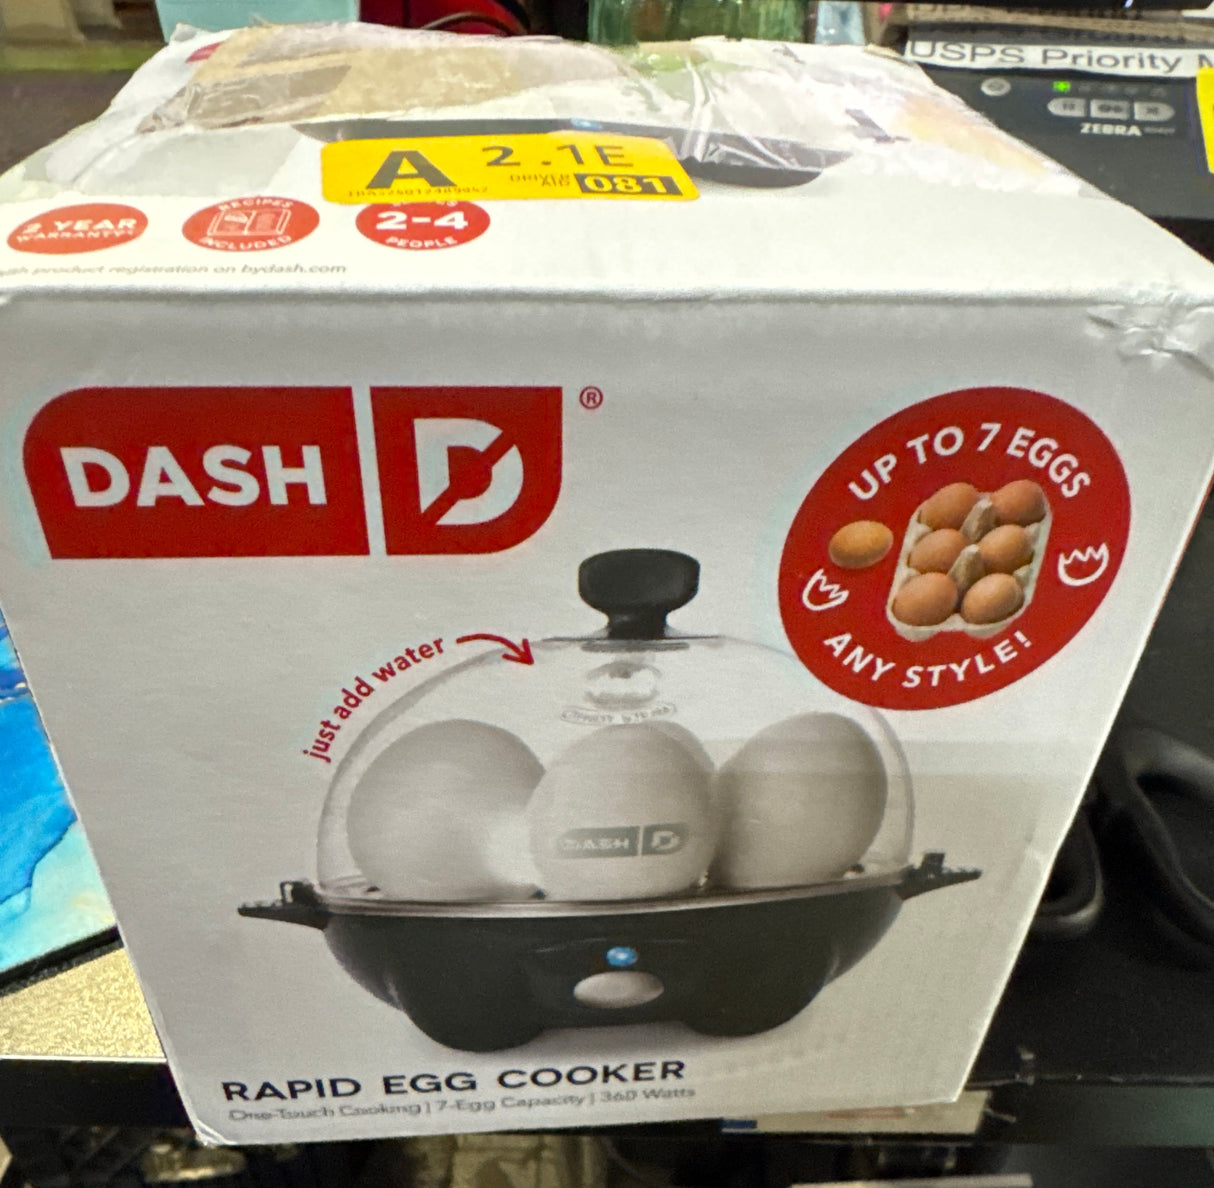 USPS Priority
ZEBRA
A 2.1E
DRIVER
AID 081
2 YEAR
WARRANTY*
RECIPES
INCLUDED
2-4
PEOPLE
product registration on bydash.com
DASH D®
UP TO 7 EGGS
ANY STYLE!
just add water
DASH D
RAPID EGG COOKER
One-Touch Cooking | 7-Egg Capacity | 360 Watts